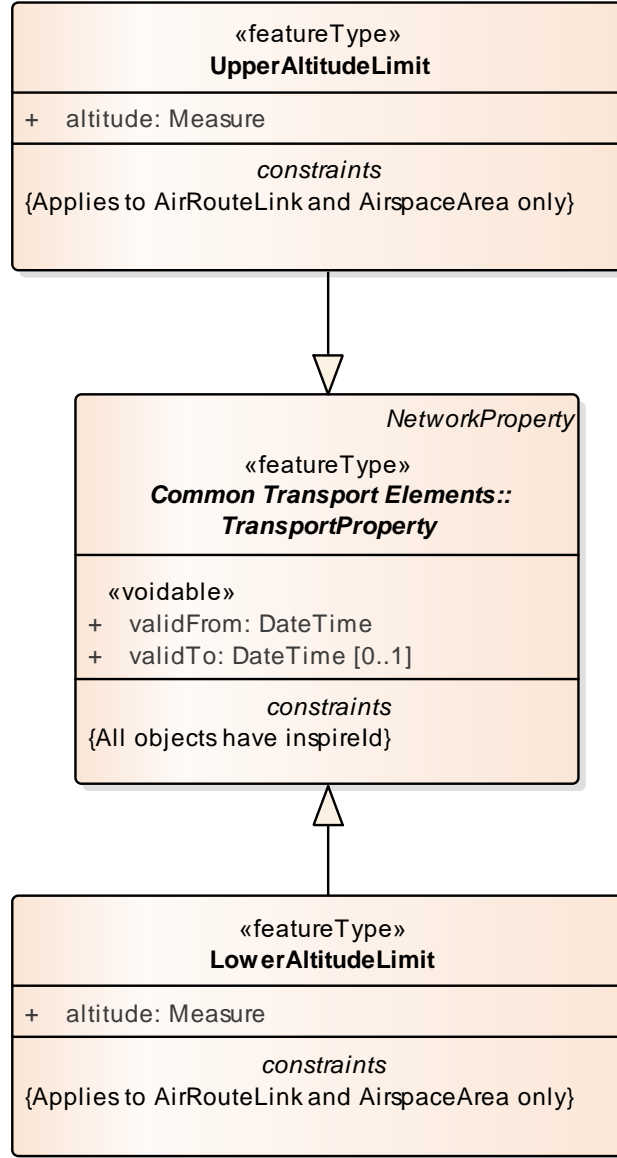 «featureType»
UpperAltitudeLimit
+ altitude: Measure
constraints
{Applies to AirRouteLink and AirspaceArea only}
NetworkProperty
«featureType»
Common Transport Elements::
TransportProperty
«voidable»
+ validFrom: DateTime
+ validTo: DateTime [0..1]
constraints
{All objects have inspireId}
«featureType»
LowerAltitudeLimit
+ altitude: Measure
constraints
{Applies to AirRouteLink and AirspaceArea only}